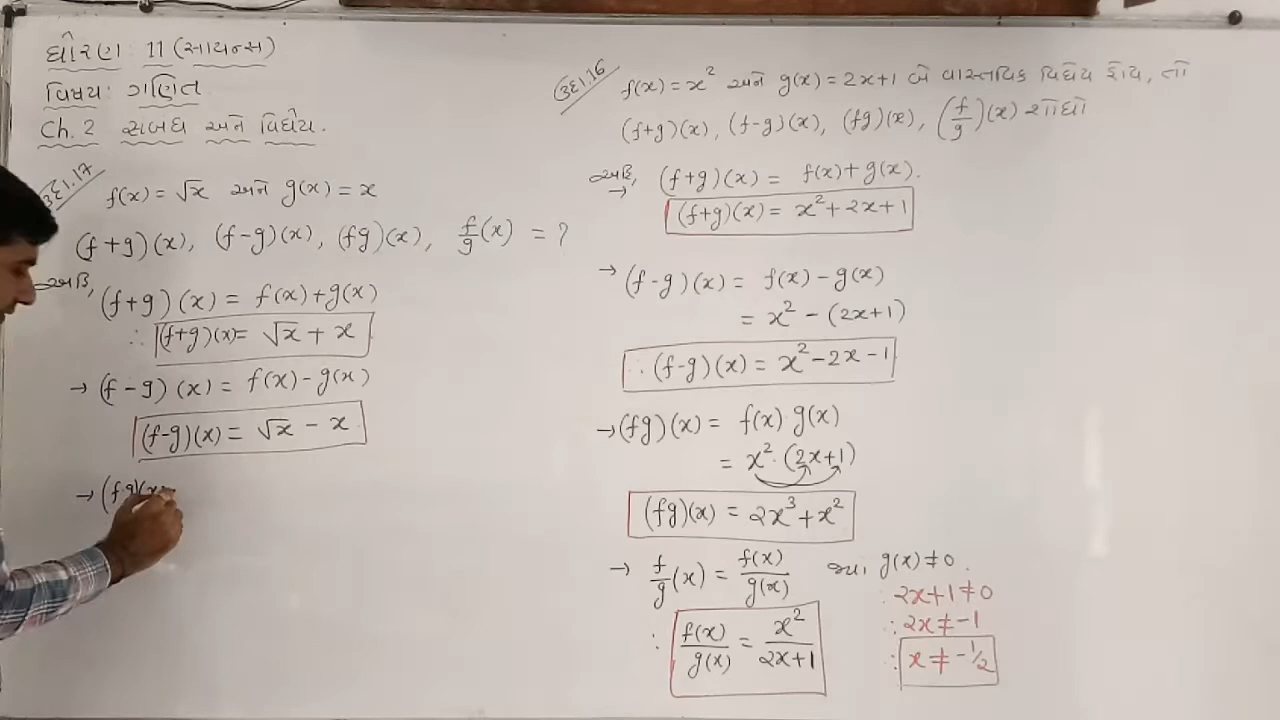 ધોરણ : 11 (સાયન્સ)
વિષય : ગણિત
Ch. 2 સંબંધ અને વિધેય.
ઉદા.17
f(x) = √x અને g(x) = x
(f+g)(x), (f-g)(x), (fg)(x), f/g(x) = ?
અહિ, (f+g)(x) = f(x)+g(x)
∴ (f+g)(x) = √x + x
→ (f-g)(x) = f(x) - g(x)
(f-g)(x) = √x - x
→ (fg)(x)
ઉદા.16
f(x) = x² અને g(x) = 2x+1 બે વાસ્તવિક વિધેય હોય, તો
(f+g)(x), (f-g)(x), (fg)(x), (f/g)(x) શોધો
અહિ, → (f+g)(x) = f(x)+g(x).
(f+g)(x) = x²+2x+1
→ (f-g)(x) = f(x) - g(x)
= x² - (2x+1)
∴ (f-g)(x) = x²-2x-1
→ (fg)(x) = f(x) · g(x)
= x² · (2x+1)
(fg)(x) = 2x³+x²
→ f/g(x) = f(x)/g(x) જ્યાં g(x) ≠ 0.
∴ 2x+1 ≠ 0
∴ 2x ≠ -1
∴ f(x)/g(x) = x²/2x+1
∴ x ≠ -1/2